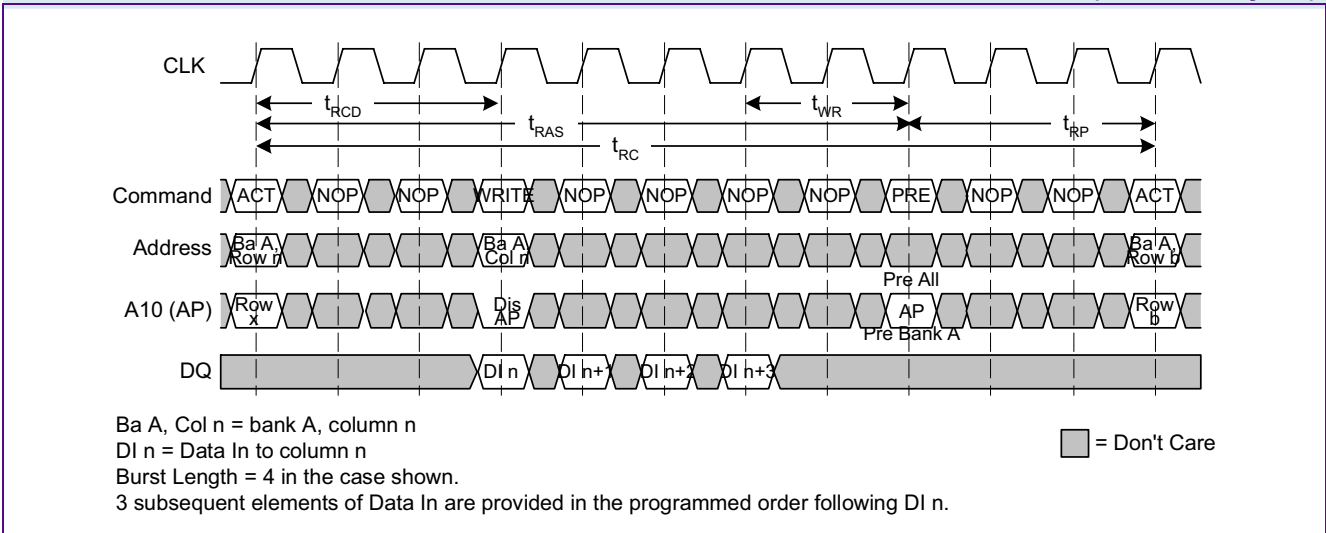 CLK
tRCD
tWR
tRAS
tRP
tRC
Command ACT NOP NOP WRITE NOP NOP NOP NOP PRE NOP NOP ACT
Address Ba A, Row n Ba A, Col n Ba A, Row b
Pre All
A10 (AP) Row x Dis AP AP Row b
Pre Bank A
DQ DI n DI n+1 DI n+2 DI n+3
Ba A, Col n = bank A, column n
DI n = Data In to column n
Burst Length = 4 in the case shown.
3 subsequent elements of Data In are provided in the programmed order following DI n.
= Don't Care